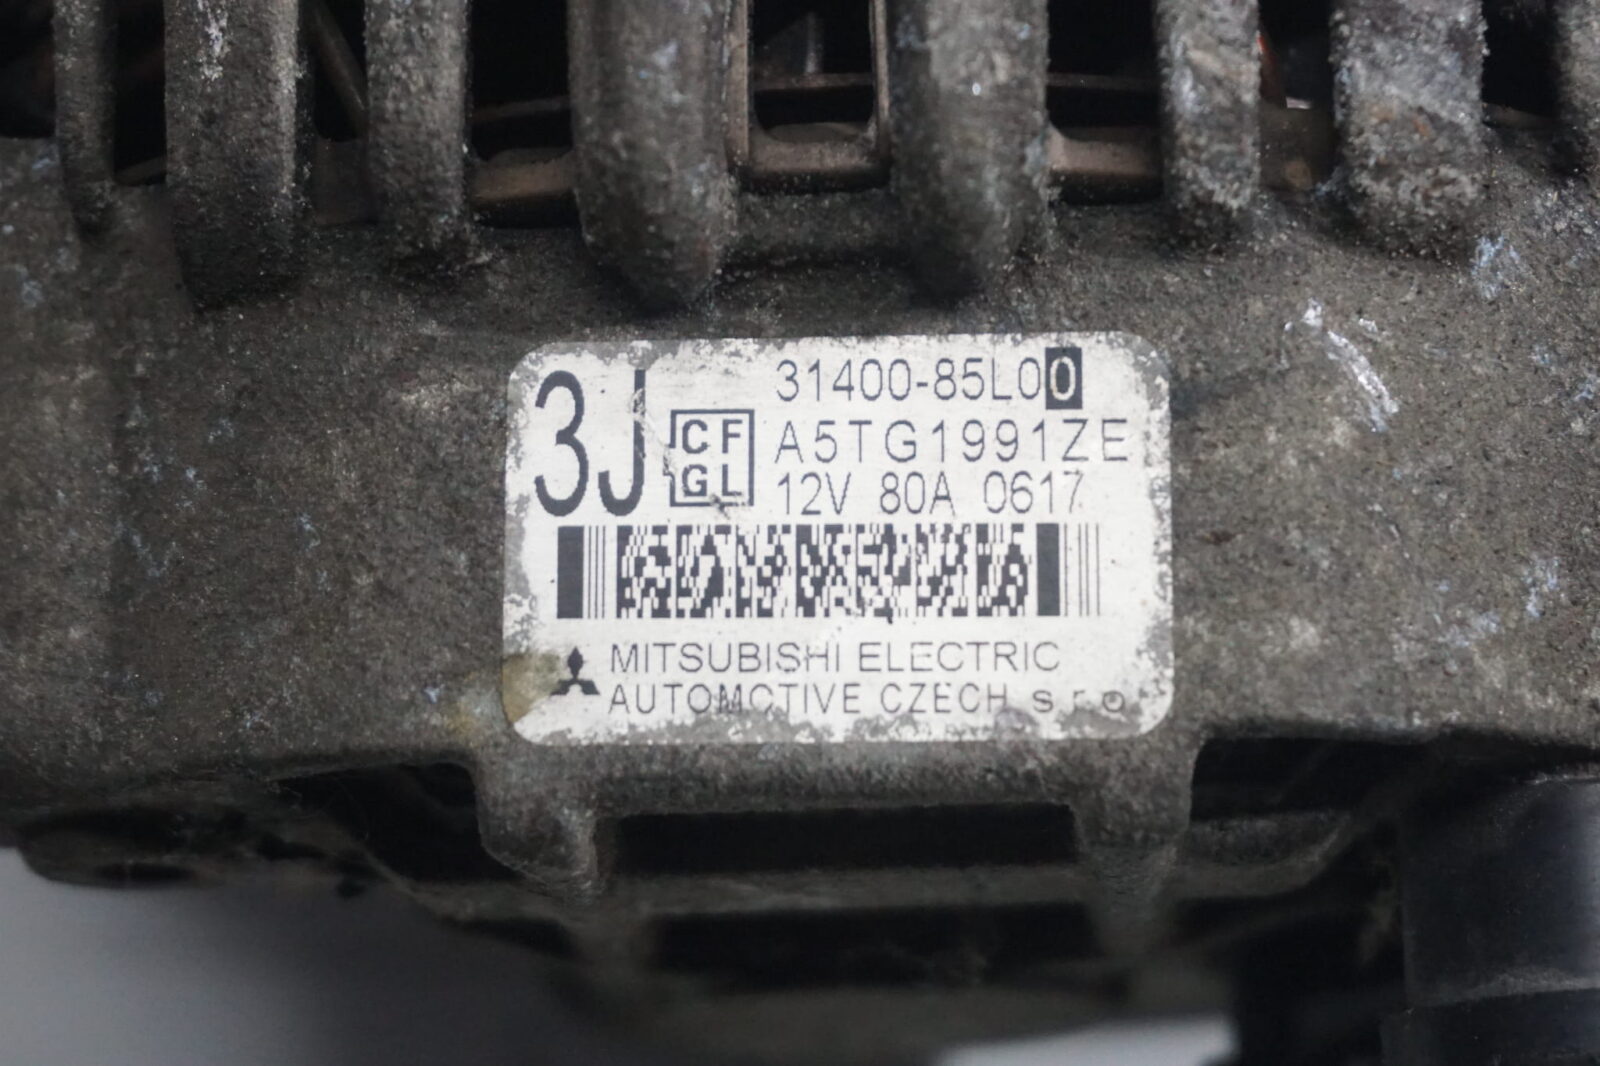 3J
31400-85L00
CF
GL
A5TG1991ZE
12V 80A 0617
MITSUBISHI ELECTRIC
AUTOMOTIVE CZECH s.r.o.